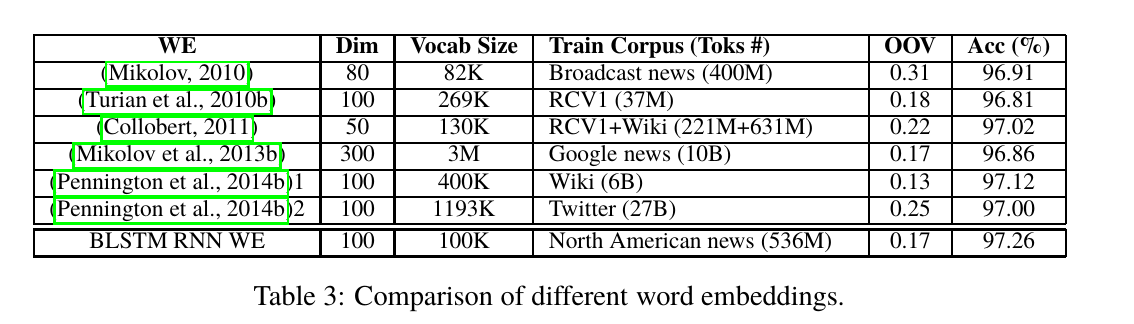 WE Dim Vocab Size Train Corpus (Toks #) OOV Acc (%)
(Mikolov, 2010) 80 82K Broadcast news (400M) 0.31 96.91
(Turian et al., 2010b) 100 269K RCV1 (37M) 0.18 96.81
(Collobert, 2011) 50 130K RCV1+Wiki (221M+631M) 0.22 97.02
(Mikolov et al., 2013b) 300 3M Google news (10B) 0.17 96.86
(Pennington et al., 2014b)1 100 400K Wiki (6B) 0.13 97.12
(Pennington et al., 2014b)2 100 1193K Twitter (27B) 0.25 97.00
BLSTM RNN WE 100 100K North American news (536M) 0.17 97.26
Table 3: Comparison of different word embeddings.